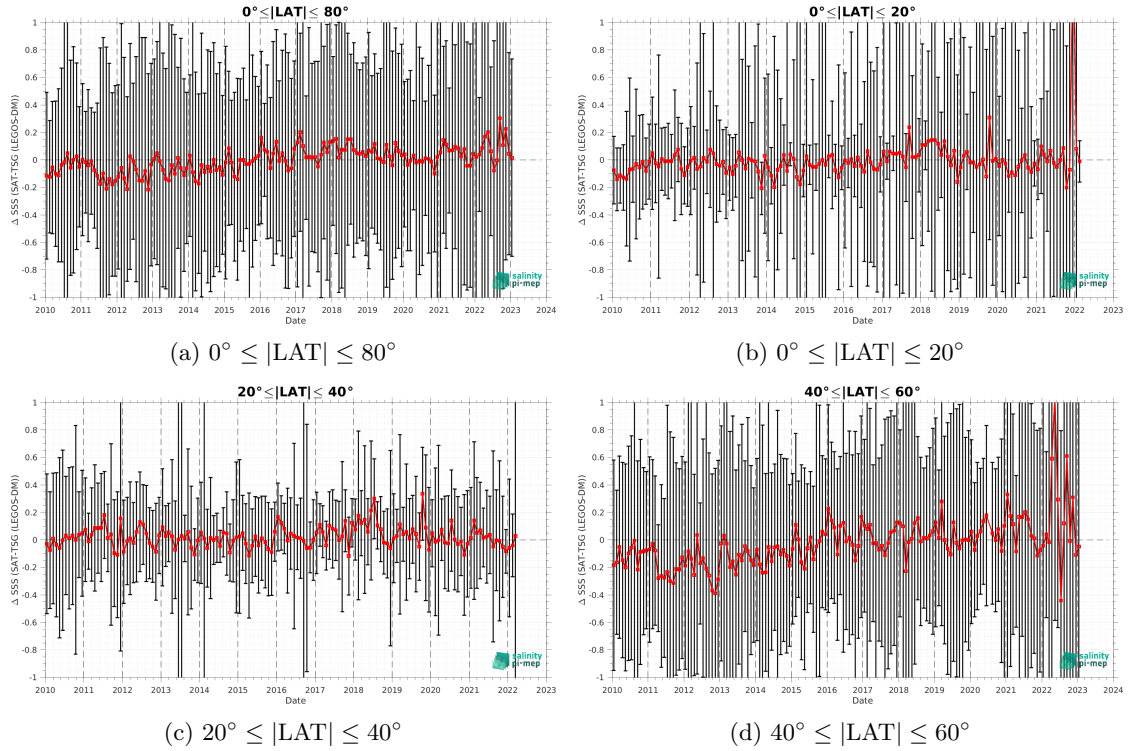 0°≤|LAT|≤ 80°
Δ SSS (SAT-TSG (LEGOS-DM))
1
0.8
0.6
0.4
0.2
0
-0.2
-0.4
-0.6
-0.8
-1
2010 2011 2012 2013 2014 2015 2016 2017 2018 2019 2020 2021 2022 2023 2024
Date
salinity
pi-mep
(a) 0° ≤ |LAT| ≤ 80°
0°≤|LAT|≤ 20°
Δ SSS (SAT-TSG (LEGOS-DM))
1
0.8
0.6
0.4
0.2
0
-0.2
-0.4
-0.6
-0.8
-1
2010 2011 2012 2013 2014 2015 2016 2017 2018 2019 2020 2021 2022 2023
Date
salinity
pi-mep
(b) 0° ≤ |LAT| ≤ 20°
20°≤|LAT|≤ 40°
Δ SSS (SAT-TSG (LEGOS-DM))
1
0.8
0.6
0.4
0.2
0
-0.2
-0.4
-0.6
-0.8
-1
2010 2011 2012 2013 2014 2015 2016 2017 2018 2019 2020 2021 2022 2023
Date
salinity
pi-mep
(c) 20° ≤ |LAT| ≤ 40°
40°≤|LAT|≤ 60°
Δ SSS (SAT-TSG (LEGOS-DM))
1
0.8
0.6
0.4
0.2
0
-0.2
-0.4
-0.6
-0.8
-1
2010 2011 2012 2013 2014 2015 2016 2017 2018 2019 2020 2021 2022 2023 2024
Date
salinity
pi-mep
(d) 40° ≤ |LAT| ≤ 60°